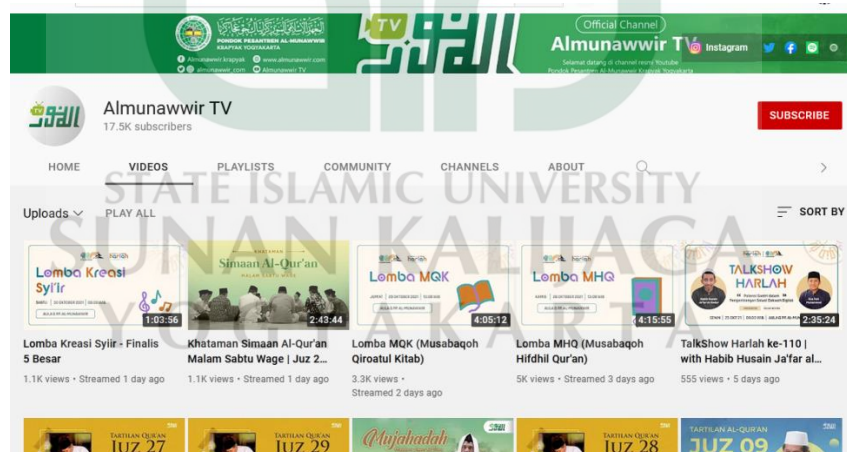 PONDOK PESANTREN AL-MUNAWWIR
KRAPYAK YOGYAKARTA
Almunawwir krapyak www.almunawwir.com
almunawwir_com Almunawwir TV
TV
Official Channel
Almunawwir TV
Selamat datang di channel resmi Youtube
Pondok Pesantren Al-Munawwir Krapyak Yogyakarta
Instagram
Almunawwir TV
17.5K subscribers
SUBSCRIBE
HOME VIDEOS PLAYLISTS COMMUNITY CHANNELS ABOUT
STATE ISLAMIC UNIVERSITY
Uploads PLAY ALL SORT BY
SUNAN KALIJAGA
YOGYAKARTA
Lomba Kreasi
Syi'ir
1:03:56
KHATAMAN
Simaan Al-Qur'an
MALAM SABTU WAGE
2:43:44
Lomba MQK
4:05:12
Lomba MHQ
4:15:55
TALKSHOW
HARLAH
2:35:24
Lomba Kreasi Syiir - Finalis
5 Besar
1.1K views • Streamed 1 day ago
Khataman Simaan Al-Qur'an
Malam Sabtu Wage | Juz 2...
1.1K views • Streamed 1 day ago
Lomba MQK (Musabaqoh
Qiroatul Kitab)
3.3K views •
Streamed 2 days ago
Lomba MHQ (Musabaqoh
Hifdhil Qur'an)
5K views • Streamed 3 days ago
TalkShow Harlah ke-110 |
with Habib Husain Ja'far al...
555 views • 5 days ago
TARTILAN QUR'AN
JUZ 27
TARTILAN QUR'AN
JUZ 29
Mujahadah
TARTILAN QUR'AN
JUZ 28
TARTILAN AL-QUR'AN
JUZ 09